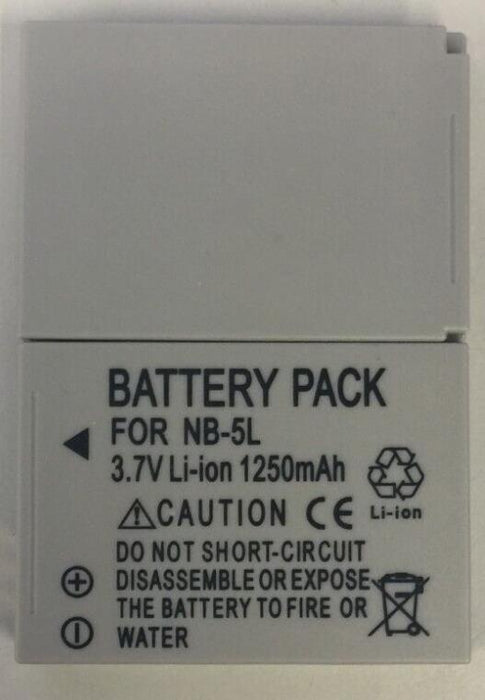 BATTERY PACK
FOR NB-5L
3.7V Li-ion 1250mAh
CAUTION CE
Li-ion
DO NOT SHORT-CIRCUIT
DISASSEMBLE OR EXPOSE
THE BATTERY TO FIRE OR
WATER